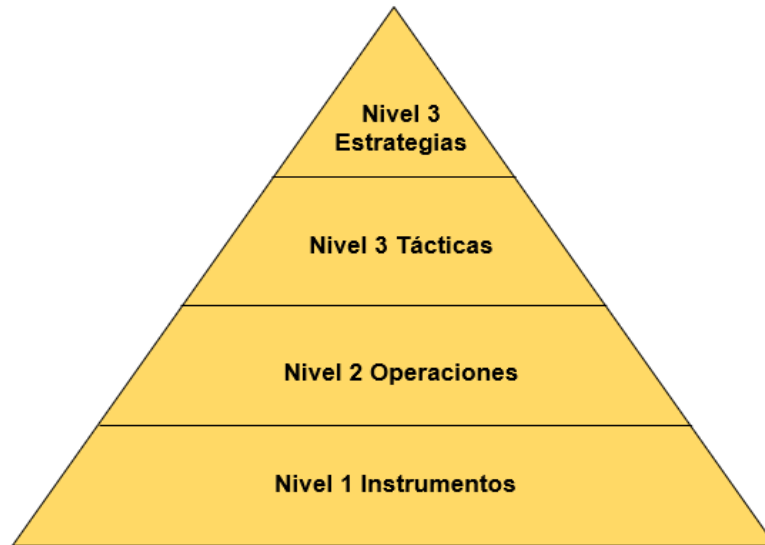 Nivel 3
Estrategias
Nivel 3 Tácticas
Nivel 2 Operaciones
Nivel 1 Instrumentos